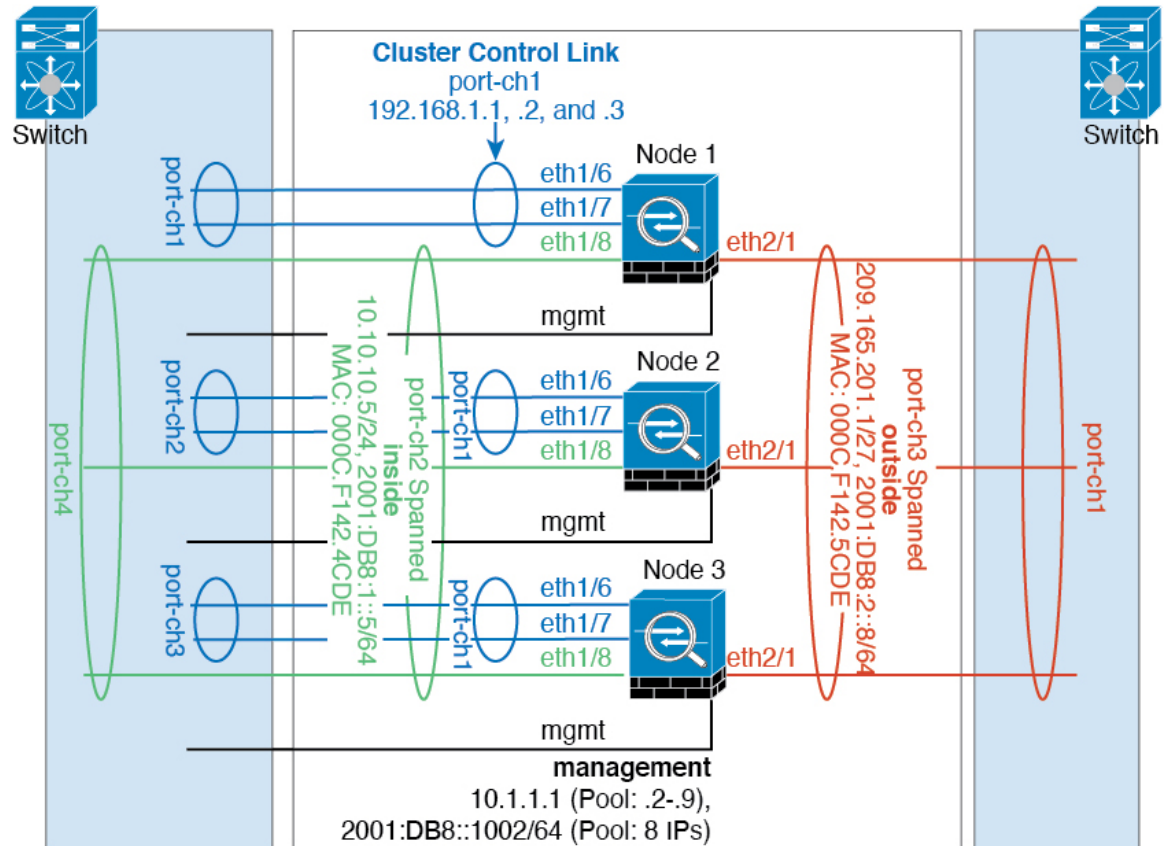 Switch
Switch
Cluster Control Link
port-ch1
192.168.1.1, .2, and .3
Node 1
port-ch1
eth1/6
eth1/7
eth1/8
eth2/1
mgmt
Node 2
port-ch2
port-ch1
eth1/6
eth1/7
eth1/8
eth2/1
mgmt
Node 3
port-ch3
port-ch1
eth1/6
eth1/7
eth1/8
eth2/1
mgmt
port-ch4
port-ch2 Spanned
inside
10.10.10.5/24, 2001:DB8:1::5/64
MAC: 000C.F142.4CDE
port-ch3 Spanned
outside
209.165.201.1/27, 2001:DB8:2::8/64
MAC: 000C.F142.5CDE
port-ch1
management
10.1.1.1 (Pool: .2-.9),
2001:DB8::1002/64 (Pool: 8 IPs)